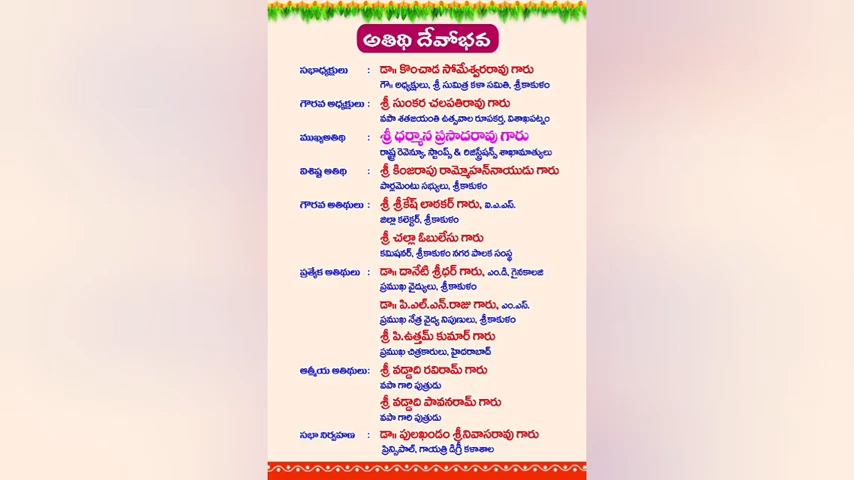 అతిథి దేవోభవ
సభాధ్యక్షులు : డా॥ కొంచాడ సోమేశ్వరరావు గారు
గౌ॥ అధ్యక్షులు, శ్రీ సుమిత్ర కళా సమితి, శ్రీకాకుళం
గౌరవ అధ్యక్షులు : శ్రీ సుంకర చలపతిరావు గారు
వపా శతజయంతి ఉత్సవాల రూపకర్త, విశాఖపట్నం
ముఖ్యఅతిథి : శ్రీ ధర్మాన ప్రసాదరావు గారు
రాష్ట్ర రెవెన్యూ, స్టాంప్స్ & రిజిస్ట్రేషన్స్ శాఖామాత్యులు
విశిష్ట అతిథి : శ్రీ కింజరాపు రామ్మోహన్‌నాయుడు గారు
పార్లమెంటు సభ్యులు, శ్రీకాకుళం
గౌరవ అతిథులు : శ్రీ శ్రీకేష్ లాఠకర్ గారు, ఐ.ఎ.ఎస్.
జిల్లా కలెక్టర్, శ్రీకాకుళం
శ్రీ చల్లా ఓబులేసు గారు
కమిషనర్, శ్రీకాకుళం నగర పాలక సంస్థ
ప్రత్యేక అతిథులు : డా॥ దానేటి శ్రీధర్ గారు, ఎం.డి, గైనకాలజి
ప్రముఖ వైద్యులు, శ్రీకాకుళం
డా॥ పి.ఎల్.ఎన్.రాజు గారు, ఎం.ఎస్.
ప్రముఖ నేత్ర వైద్య నిపుణులు, శ్రీకాకుళం
శ్రీ పి.ఉత్తమ్ కుమార్ గారు
ప్రముఖ చిత్రకారులు, హైదరాబాద్
ఆత్మీయ అతిథులు: శ్రీ వడ్డాది రవిరామ్ గారు
వపా గారి పుత్రుడు
శ్రీ వడ్డాది పావనరామ్ గారు
వపా గారి పుత్రుడు
సభా నిర్వహణ : డా॥ పులఖండం శ్రీనివాసరావు గారు
ప్రిన్సిపాల్, గాయత్రి డిగ్రీ కళాశాల